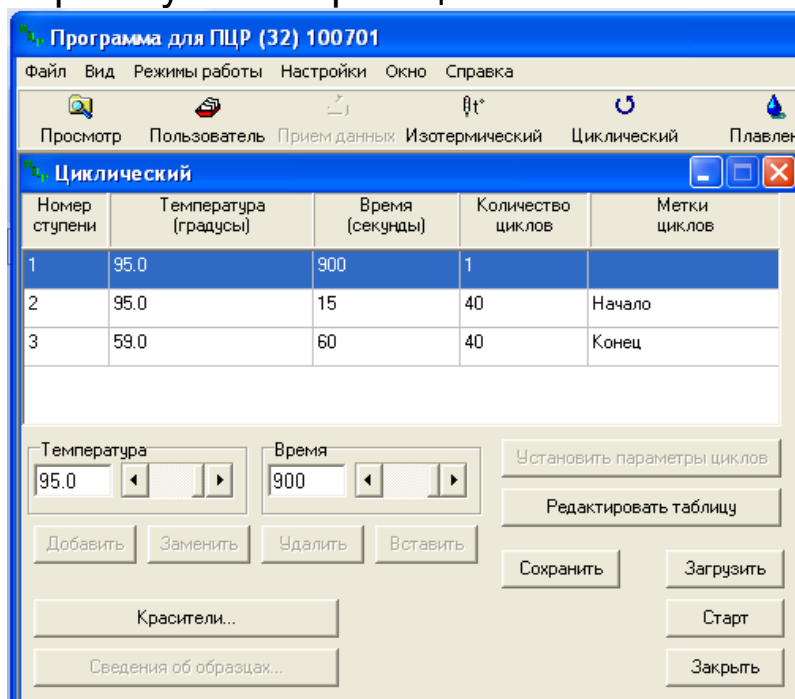 Программа для ПЦР (32) 100701
Файл Вид Режимы работы Настройки Окно Справка
Просмотр Пользователь Прием данных Изотермический Циклический Плавлен
Циклический
Номер ступени Температура (градусы) Время (секунды) Количество циклов Метки циклов
1 95.0 900 1
2 95.0 15 40 Начало
3 59.0 60 40 Конец
Температура Время
Установить параметры циклов
95.0 900
Редактировать таблицу
Добавить Заменить Удалить Вставить
Сохранить Загрузить
Красители... Старт
Сведения об образцах... Закрыть